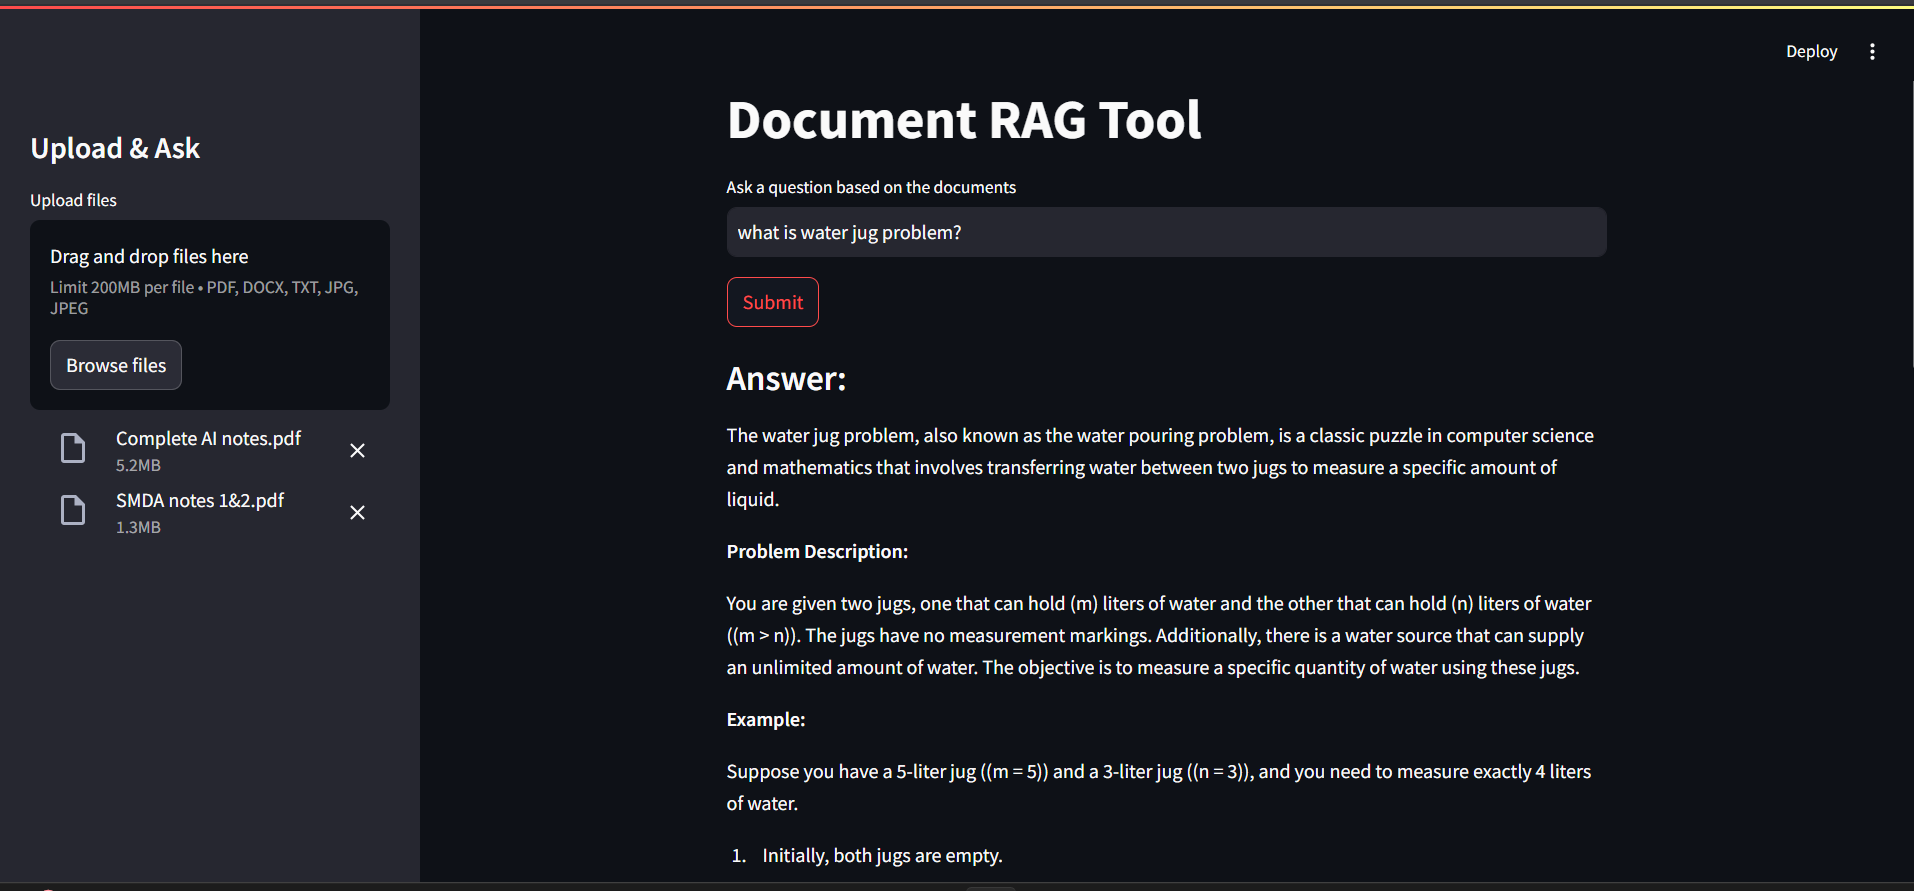 Deploy
Upload & Ask
Upload files
Drag and drop files here
Limit 200MB per file • PDF, DOCX, TXT, JPG,
JPEG
Browse files
Complete AI notes.pdf
5.2MB
SMDA notes 1&2.pdf
1.3MB
Document RAG Tool
Ask a question based on the documents
what is water jug problem?
Submit
Answer:
The water jug problem, also known as the water pouring problem, is a classic puzzle in computer science
and mathematics that involves transferring water between two jugs to measure a specific amount of
liquid.
Problem Description:
You are given two jugs, one that can hold (m) liters of water and the other that can hold (n) liters of water
((m > n)). The jugs have no measurement markings. Additionally, there is a water source that can supply
an unlimited amount of water. The objective is to measure a specific quantity of water using these jugs.
Example:
Suppose you have a 5-liter jug ((m = 5)) and a 3-liter jug ((n = 3)), and you need to measure exactly 4 liters
of water.
1. Initially, both jugs are empty.